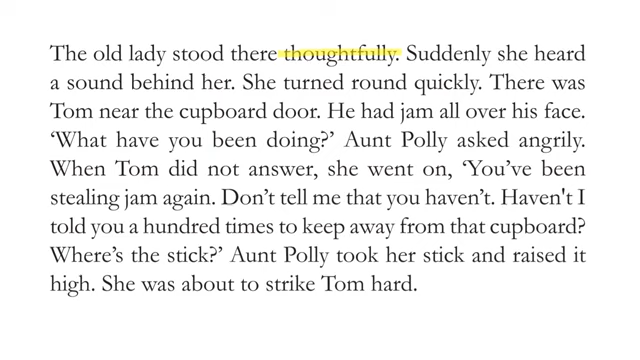 The old lady stood there thoughtfully. Suddenly she heard
a sound behind her. She turned round quickly. There was
Tom near the cupboard door. He had jam all over his face.
‘What have you been doing?’ Aunt Polly asked angrily.
When Tom did not answer, she went on, ‘You’ve been
stealing jam again. Don’t tell me that you haven’t. Haven't I
told you a hundred times to keep away from that cupboard?
Where’s the stick?’ Aunt Polly took her stick and raised it
high. She was about to strike Tom hard.